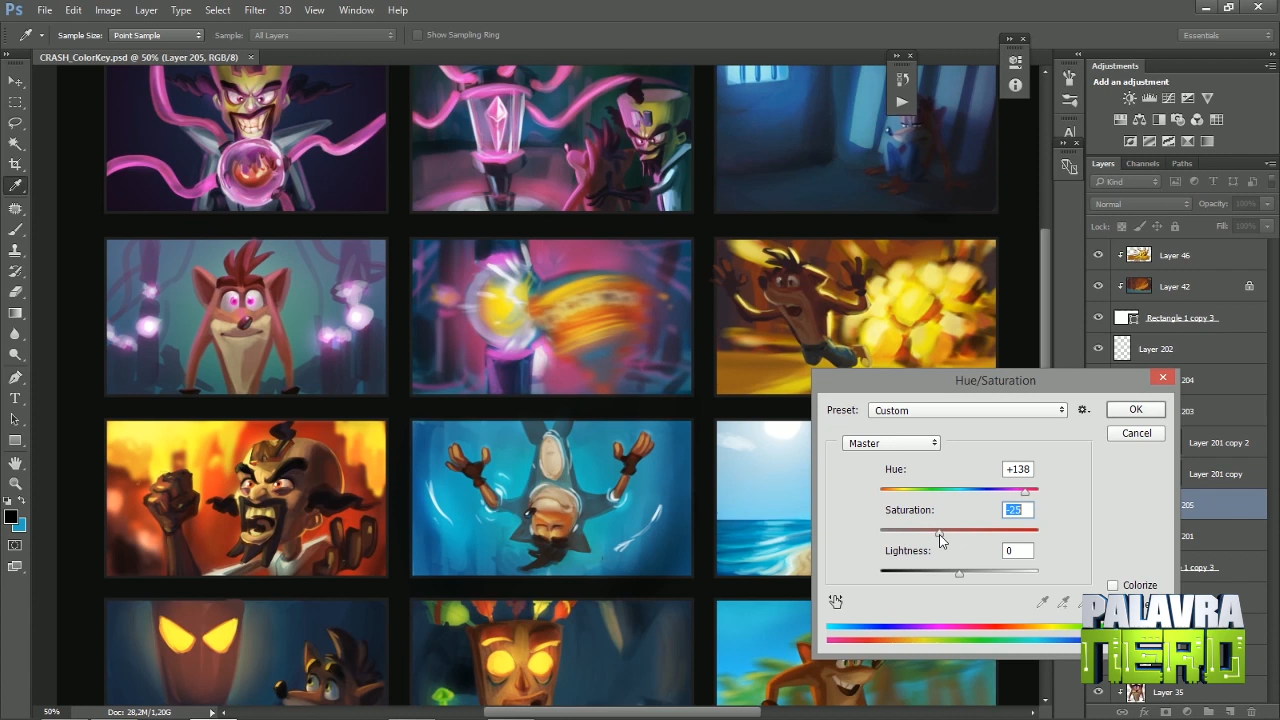 Ps File Edit Image Layer Type Select Filter 3D View Window Help
Sample Size: Point Sample Sample: All Layers Show Sampling Ring Essentials
CRASH_ColorKey.psd @ 50% (Layer 205, RGB/8) ×
Adjustments
Add an adjustment
Layers Channels Paths
Kind
Normal Opacity: 100%
Lock: Fill: 100%
Layer 46
Layer 42
Rectangle 1 copy 3
Layer 202
204
203
Layer 201 copy 2
Layer 201 copy
205
201
1 copy 3
Layer 35
N
Hue/Saturation
Preset: Custom OK
Cancel
Master
Hue: +138
Saturation: -25
Lightness: 0
Colorize
PALAVRA
NERD
50% Doc: 28,2M/1,20G